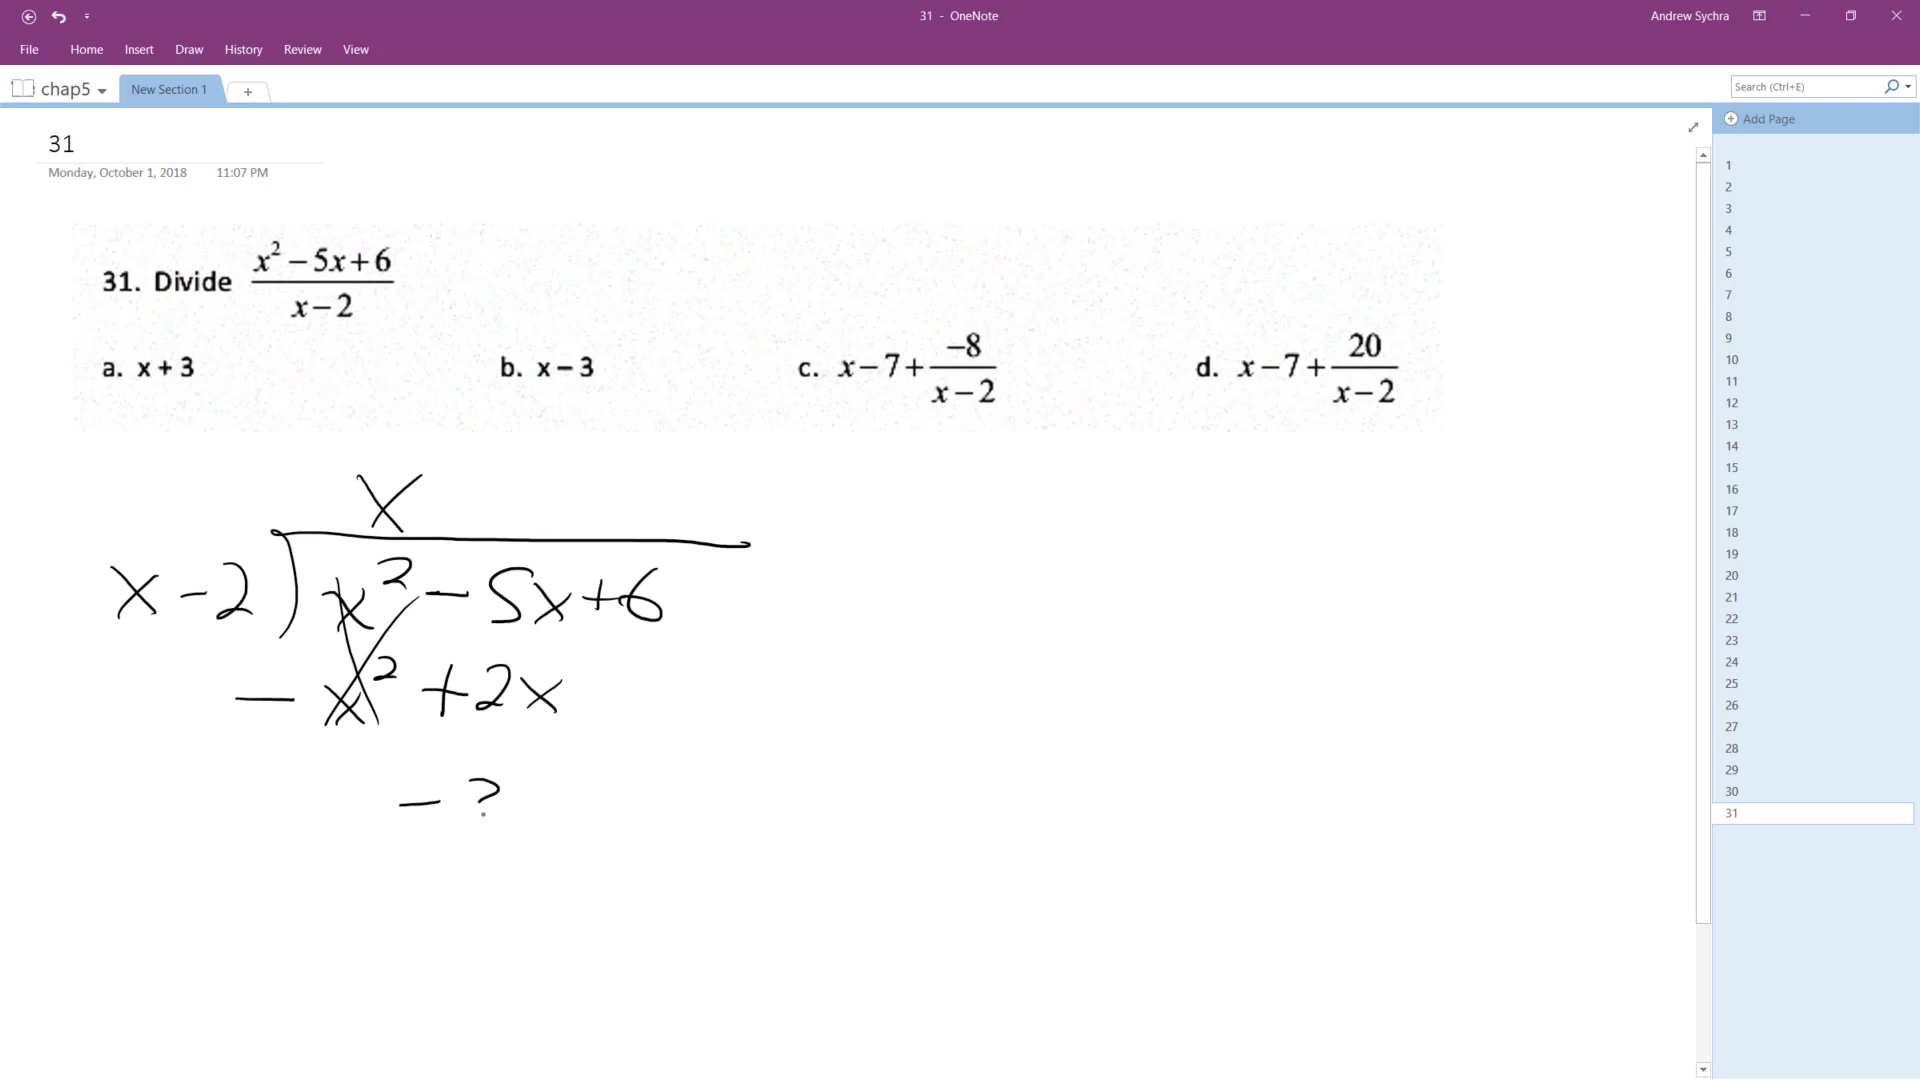 31 - OneNote
Andrew Sychra
File Home Insert Draw History Review View
chap5 New Section 1 +
Search (Ctrl+E)
Add Page
31
Monday, October 1, 2018 11:07 PM
31. Divide (x² − 5x + 6)/(x − 2)
a. x + 3 b. x − 3 c. x − 7 + −8/(x − 2) d. x − 7 + 20/(x − 2)
x
x - 2 ) x² - 5x + 6
- x² + 2x
-
1
2
3
4
5
6
7
8
9
10
11
12
13
14
15
16
17
18
19
20
21
22
23
24
25
26
27
28
29
30
31